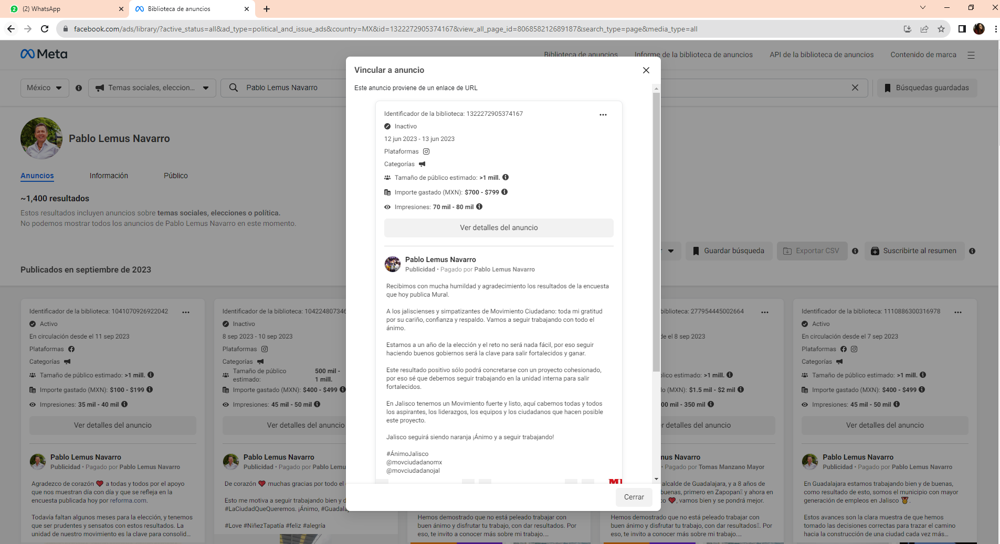 (2) WhatsApp
Biblioteca de anuncios
facebook.com/ads/library/?active_status=all&ad_type=political_and_issue_ads&country=MX&id=1322272905374167&view_all_page_id=806858212689187&search_type=page&media_type=all
Meta
Biblioteca de anuncios
Informe de la biblioteca de anuncios
API de la biblioteca de anuncios
Contenido de marca
México
Temas sociales, eleccion...
Pablo Lemus Navarro
Búsquedas guardadas
Pablo Lemus Navarro
Anuncios
Información
Público
~1,400 resultados
Estos resultados incluyen anuncios sobre temas sociales, elecciones o política.
No podemos mostrar todos los anuncios de Pablo Lemus Navarro en este momento.
Guardar búsqueda
Exportar CSV
Suscribirte al resumen
Publicados en septiembre de 2023
Vincular a anuncio
Este anuncio proviene de un enlace de URL
Identificador de la biblioteca: 1322272905374167
Inactivo
12 jun 2023 - 13 jun 2023
Plataformas
Categorías
Tamaño de público estimado: >1 mill.
Importe gastado (MXN): $700 - $799
Impresiones: 70 mil - 80 mil
Ver detalles del anuncio
Pablo Lemus Navarro
Publicidad • Pagado por Pablo Lemus Navarro
Recibimos con mucha humildad y agradecimiento los resultados de la encuesta
que hoy publica Mural.
A los jaliscienses y simpatizantes de Movimiento Ciudadano: toda mi gratitud
por su cariño, confianza y respaldo. Vamos a seguir trabajando con todo el
ánimo.
Estamos a un año de la elección y el reto no será nada fácil, por eso seguir
haciendo buenos gobiernos será la clave para salir fortalecidos y ganar.
Este resultado positivo sólo podrá concretarse con un proyecto cohesionado,
por eso sé que debemos seguir trabajando en la unidad interna para salir
fortalecidos.
En Jalisco tenemos un Movimiento fuerte y listo, aquí cabemos todas y todos
los aspirantes, los liderazgos, los equipos y los ciudadanos que hacen posible
este proyecto.
Jalisco seguirá siendo naranja ¡Ánimo y a seguir trabajando!
#ÁnimoJalisco
@movciudadanomx
@movciudadanojal
Cerrar
Identificador de la biblioteca: 1041070926922042
Activo
En circulación desde el 11 sep 2023
Plataformas
Categorías
Tamaño de público estimado: >1 mill.
Importe gastado (MXN): $100 - $199
Impresiones: 35 mil - 40 mil
Ver detalles del anuncio
Pablo Lemus Navarro
Publicidad • Pagado por Pablo Lemus Navarro
Agradezco de corazón ❤️ a todas y todos por el apoyo
que nos muestran día con día y que se refleja en la
encuesta publicada hoy por reforma.com.
Todavía faltan algunos meses para la elección, y tenemos
que ser prudentes y sensatos con estos resultados. La
unidad de nuestro movimiento es la clave para consolid...
Identificador de la biblioteca: 104224807346
Inactivo
8 sep 2023 - 10 sep 2023
Plataformas
Categorías
Tamaño de público estimado: 500 mil - 1 mill.
Importe gastado (MXN): $400 - $499
Impresiones: 45 mil - 50 mil
Ver detalles del anuncio
Pablo Lemus Navarro
Publicidad • Pagado por Pablo Lemu
De corazón ❤️ muchas gracias por todo el
Esto me motiva a seguir trabajando bien y d
#LaCiudadQueQueremos. ¡Ánimo, #Guadala
#Love #NiñezTapatía #feliz #alegría
Hemos demostrado que no está peleado trabajar con
buen ánimo y disfrutar tu trabajo, con dar resultados. Por
eso, te invito a conocer más sobre mi trabajo....
biblioteca: 277954445002664
de el 8 sep 2023
blico estimado: >1 mill.
do (MXN): $1.5 mil - $2 mil
00 mil - 350 mil
r detalles del anuncio
mus Navarro
• Pagado por Tomas Manzano Mayor
alcalde de Guadalajara, y a 8 años de
buenas, primero en Zapopan y ahora en
co ❤️, vamos bien y se pondrá mejor.
Hemos demostrado que no está peleado trabajar con
buen ánimo y disfrutar tu trabajo, con dar resultados. Por
eso, te invito a conocer más sobre mi trabajo....
Identificador de la biblioteca: 1110886300316978
Activo
En circulación desde el 7 sep 2023
Plataformas
Categorías
Tamaño de público estimado: >1 mill.
Importe gastado (MXN): $400 - $499
Impresiones: 45 mil - 50 mil
Ver detalles del anuncio
Pablo Lemus Navarro
Publicidad • Pagado por Pablo Lemus Navarro
En Guadalajara estamos trabajando bien y de buenas,
como resultado de esto, somos el municipio con mayor
generación de empleos en Jalisco 🏅.
Estos avances son la clara muestra de que hemos
tomado las decisiones correctas para trazar el camino
hacia la construcción de una ciudad cada vez más...